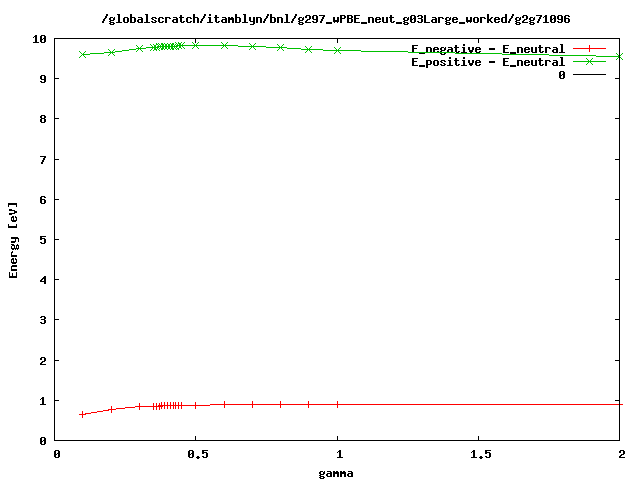 /globalscratch/itamblyn/bnl/g297_wPBE_neut_g03Large_worked/g2g71096
E_negative - E_neutral
E_positive - E_neutral
0
10
9
8
7
6
5
4
3
2
1
0
Energy [eV]
0 0.5 1 1.5 2
gamma